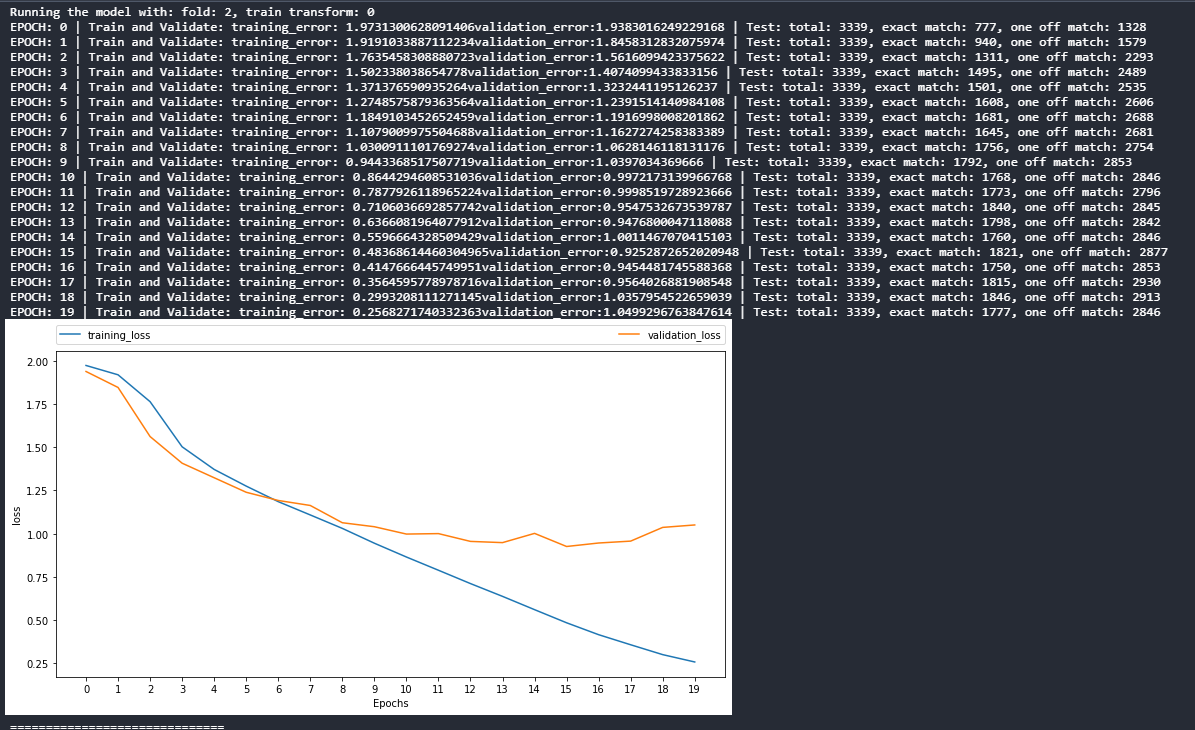 Running the model with: fold: 2, train transform: 0
EPOCH: 0 | Train and Validate: training_error: 1.9731300628091406validation_error:1.9383016249229168 | Test: total: 3339, exact match: 777, one off match: 1328
EPOCH: 1 | Train and Validate: training_error: 1.9191033887112234validation_error:1.8458312832075974 | Test: total: 3339, exact match: 940, one off match: 1579
EPOCH: 2 | Train and Validate: training_error: 1.7635458308880723validation_error:1.5616099423375622 | Test: total: 3339, exact match: 1311, one off match: 2293
EPOCH: 3 | Train and Validate: training_error: 1.502338038654778validation_error:1.4074099433833156 | Test: total: 3339, exact match: 1495, one off match: 2489
EPOCH: 4 | Train and Validate: training_error: 1.371376590935264validation_error:1.3232441195126237 | Test: total: 3339, exact match: 1501, one off match: 2535
EPOCH: 5 | Train and Validate: training_error: 1.2748575879363564validation_error:1.2391514140984108 | Test: total: 3339, exact match: 1608, one off match: 2606
EPOCH: 6 | Train and Validate: training_error: 1.1849103452652459validation_error:1.1916998008201862 | Test: total: 3339, exact match: 1681, one off match: 2688
EPOCH: 7 | Train and Validate: training_error: 1.1079009975504688validation_error:1.1627274258383389 | Test: total: 3339, exact match: 1645, one off match: 2681
EPOCH: 8 | Train and Validate: training_error: 1.0300911101769274validation_error:1.0628146118131176 | Test: total: 3339, exact match: 1756, one off match: 2754
EPOCH: 9 | Train and Validate: training_error: 0.9443368517507719validation_error:1.0397034369666 | Test: total: 3339, exact match: 1792, one off match: 2853
EPOCH: 10 | Train and Validate: training_error: 0.8644294608531036validation_error:0.9972173139966768 | Test: total: 3339, exact match: 1768, one off match: 2846
EPOCH: 11 | Train and Validate: training_error: 0.7877926118965224validation_error:0.9998519728923666 | Test: total: 3339, exact match: 1773, one off match: 2796
EPOCH: 12 | Train and Validate: training_error: 0.7106036692857742validation_error:0.9547532673539787 | Test: total: 3339, exact match: 1840, one off match: 2845
EPOCH: 13 | Train and Validate: training_error: 0.6366081964077912validation_error:0.9476800047118088 | Test: total: 3339, exact match: 1798, one off match: 2842
EPOCH: 14 | Train and Validate: training_error: 0.5596664328509429validation_error:1.0011467070415103 | Test: total: 3339, exact match: 1760, one off match: 2846
EPOCH: 15 | Train and Validate: training_error: 0.48368614460304965validation_error:0.9252872652020948 | Test: total: 3339, exact match: 1821, one off match: 2877
EPOCH: 16 | Train and Validate: training_error: 0.4147666445749951validation_error:0.9454481745588368 | Test: total: 3339, exact match: 1750, one off match: 2853
EPOCH: 17 | Train and Validate: training_error: 0.3564595778978716validation_error:0.9564026881908548 | Test: total: 3339, exact match: 1815, one off match: 2930
EPOCH: 18 | Train and Validate: training_error: 0.2993208111271145validation_error:1.0357954522659039 | Test: total: 3339, exact match: 1846, one off match: 2913
EPOCH: 19 | Train and Validate: training_error: 0.2568271740332363validation_error:1.0499296763847614 | Test: total: 3339, exact match: 1777, one off match: 2846
training_loss validation_loss
2.00
1.75
1.50
1.25
1.00
0.75
0.50
0.25
loss
0 1 2 3 4 5 6 7 8 9 10 11 12 13 14 15 16 17 18 19
Epochs
==============================